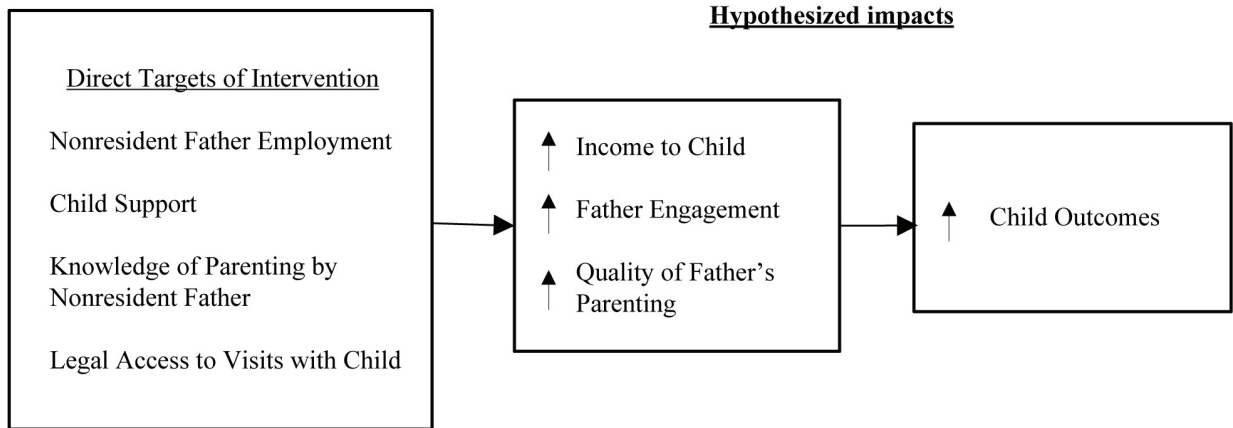 Hypothesized impacts
Direct Targets of Intervention
Nonresident Father Employment
Child Support
Knowledge of Parenting by
Nonresident Father
Legal Access to Visits with Child
Income to Child
Father Engagement
Quality of Father’s
Parenting
Child Outcomes